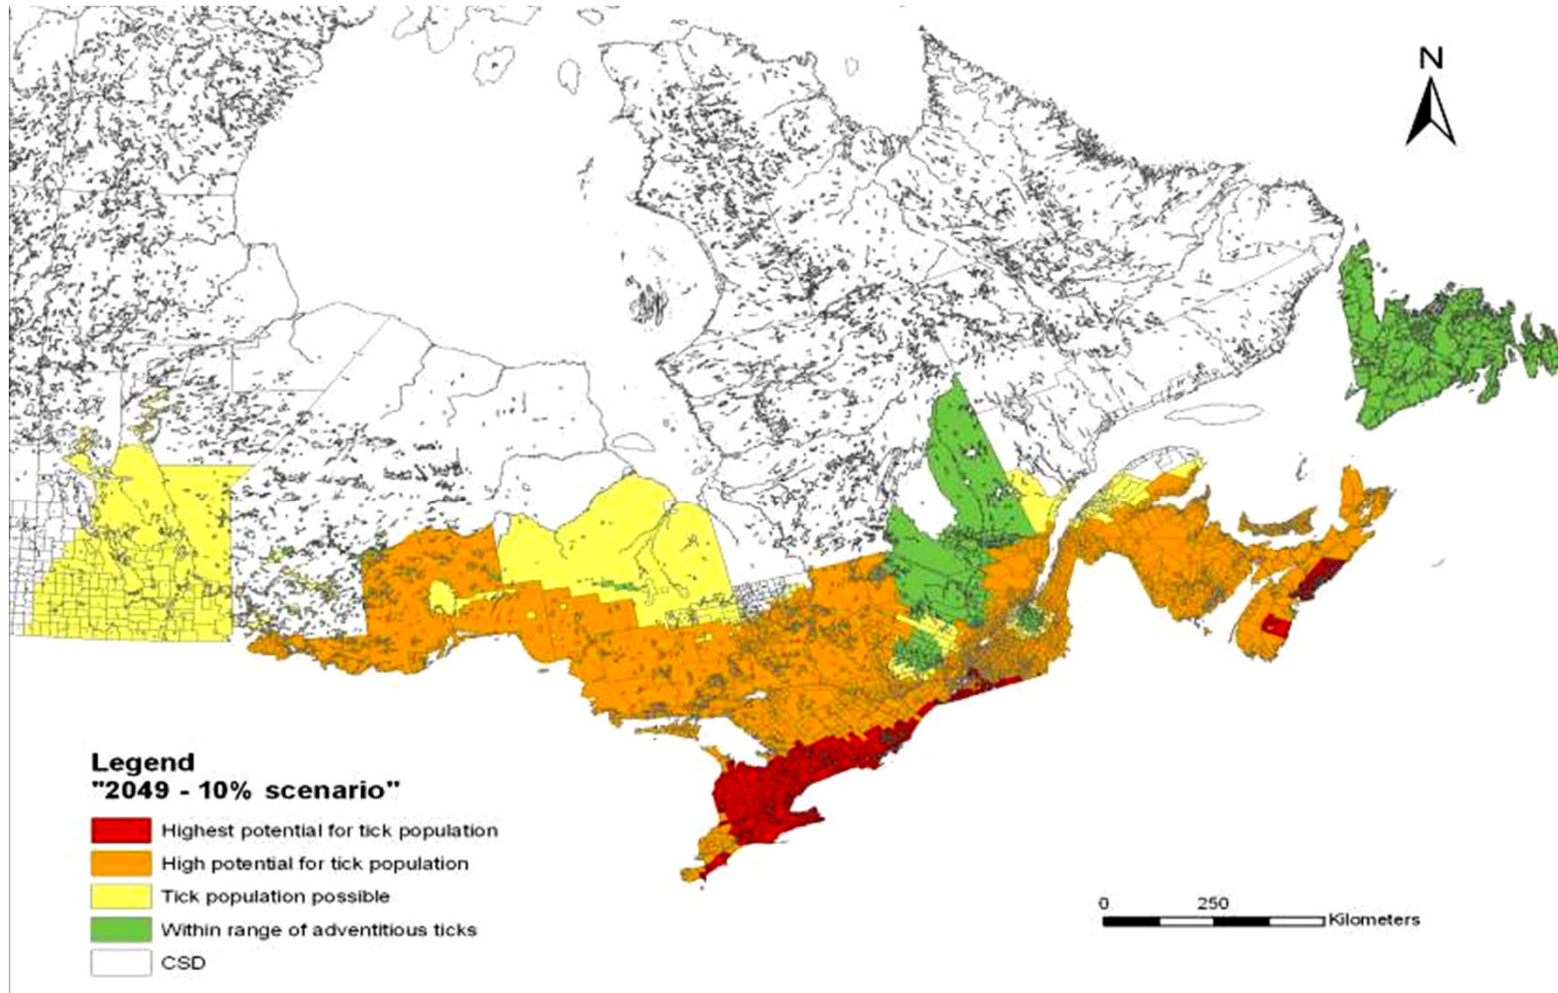 N
Legend
"2049 - 10% scenario"
Highest potential for tick population
High potential for tick population
Tick population possible
Within range of adventitious ticks
CSD
0 250
Kilometers